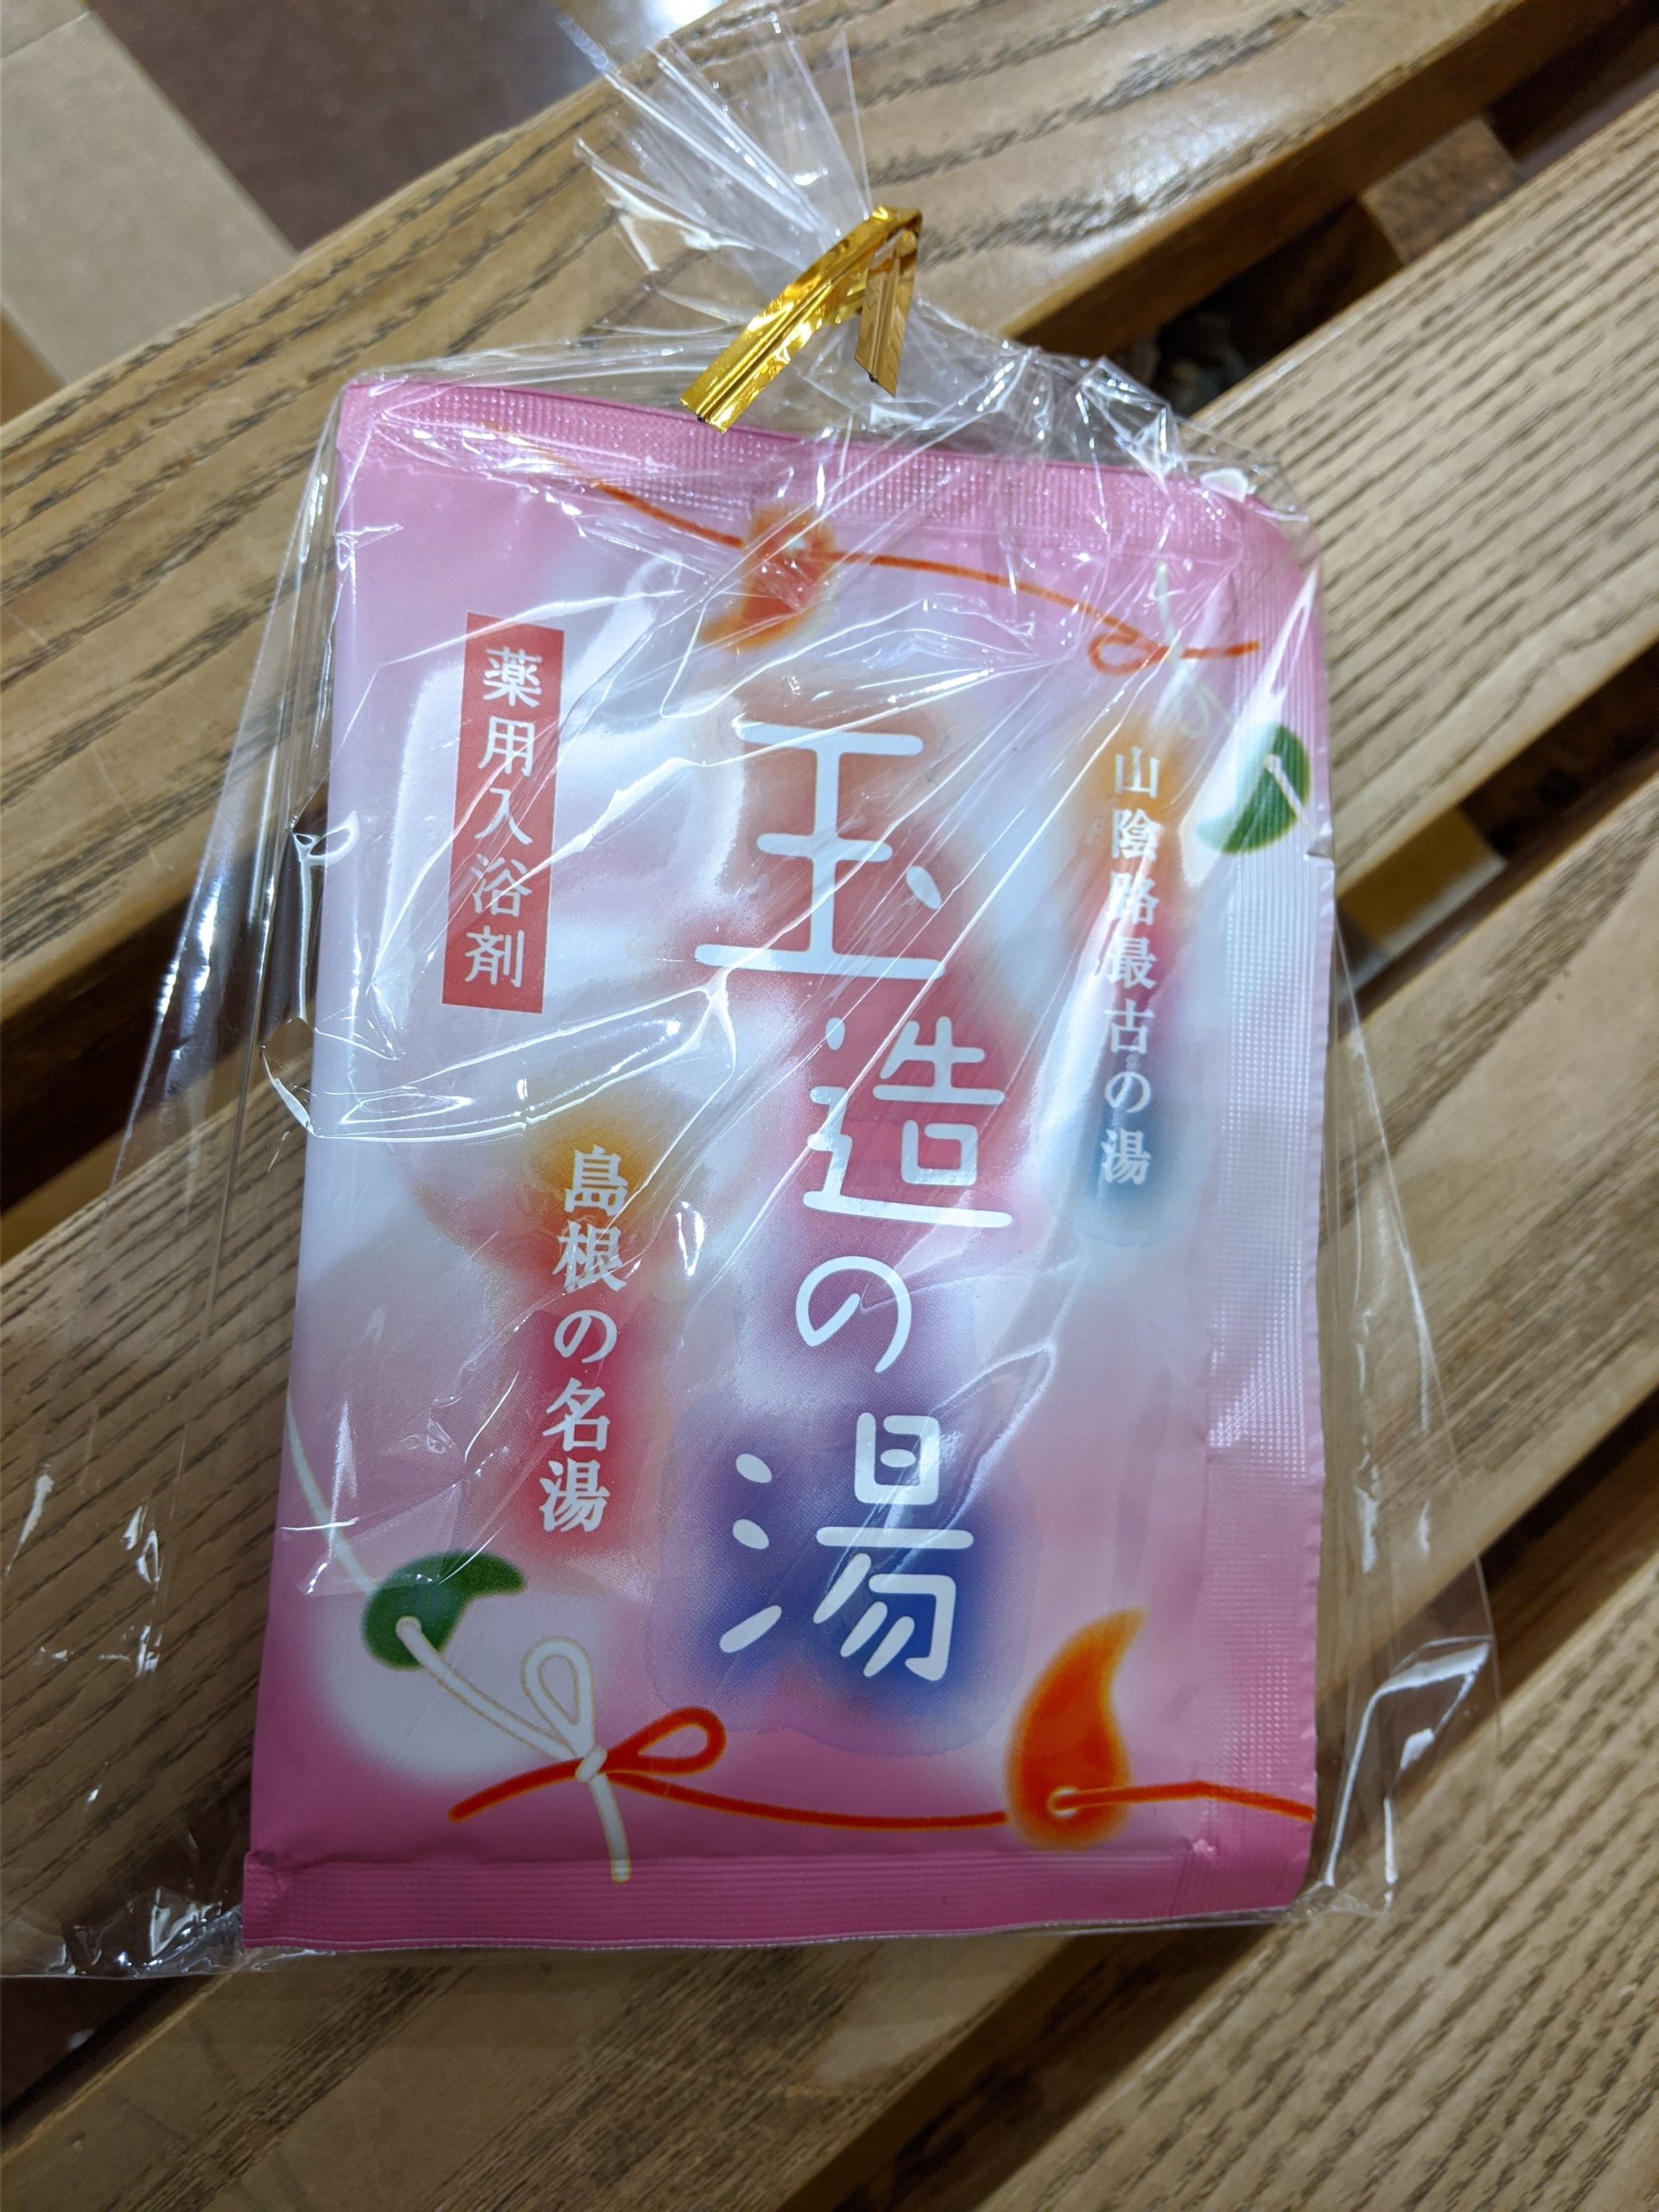 山陰路最古の湯
玉造の湯
島根の名湯
薬用入浴剤